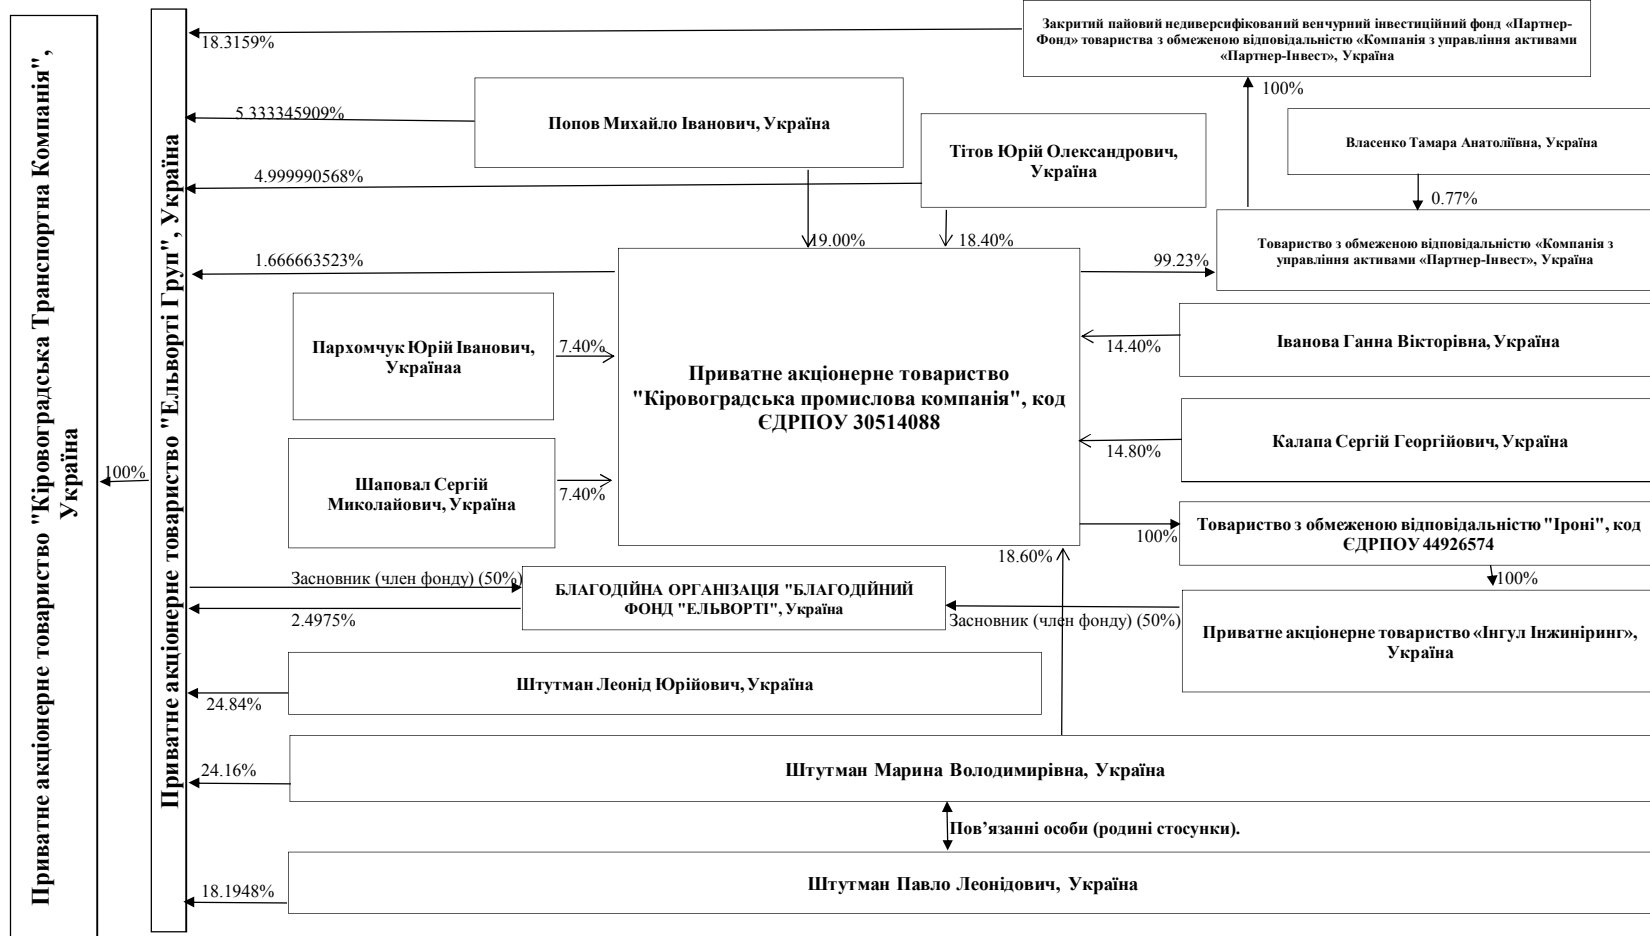 Приватне акціонерне товариство "Кіровоградська Транспортна Компанія",
Україна
100%
Приватне акціонерне товариство "Ельворті Груп", Україна
Закритий пайовий недиверсифікований венчурний інвестиційний фонд «Партнер-
Фонд» товариства з обмеженою відповідальністю «Компанія з управління активами
«Партнер-Інвест», Україна
18.3159%
100%
5.333345909%
Попов Михайло Іванович, Україна
Тітов Юрій Олександрович,
Україна
Власенко Тамара Анатоліївна, Україна
4.999990568%
0.77%
19.00%
18.40%
Товариство з обмеженою відповідальністю «Компанія з
управління активами «Партнер-Інвест», Україна
1.666663523%
99.23%
Пархомчук Юрій Іванович,
Українаа
7.40%
Приватне акціонерне товариство
"Кіровоградська промислова компанія", код
ЄДРПОУ 30514088
14.40%
Іванова Ганна Вікторівна, Україна
Шаповал Сергій
Миколайович, Україна
7.40%
14.80%
Калапа Сергій Георгійович, Україна
18.60%
100%
Товариство з обмеженою відповідальністю "Іроні", код
ЄДРПОУ 44926574
100%
Засновник (член фонду) (50%)
БЛАГОДІЙНА ОРГАНІЗАЦІЯ "БЛАГОДІЙНИЙ
ФОНД "ЕЛЬВОРТІ", Україна
2.4975%
Засновник (член фонду) (50%)
Приватне акціонерне товариство «Інгул Інжиніринг»,
Україна
Штутман Леонід Юрійович, Україна
24.84%
Штутман Марина Володимирівна, Україна
24.16%
Пов’язанні особи (родині стосунки).
Штутман Павло Леонідович, Україна
18.1948%